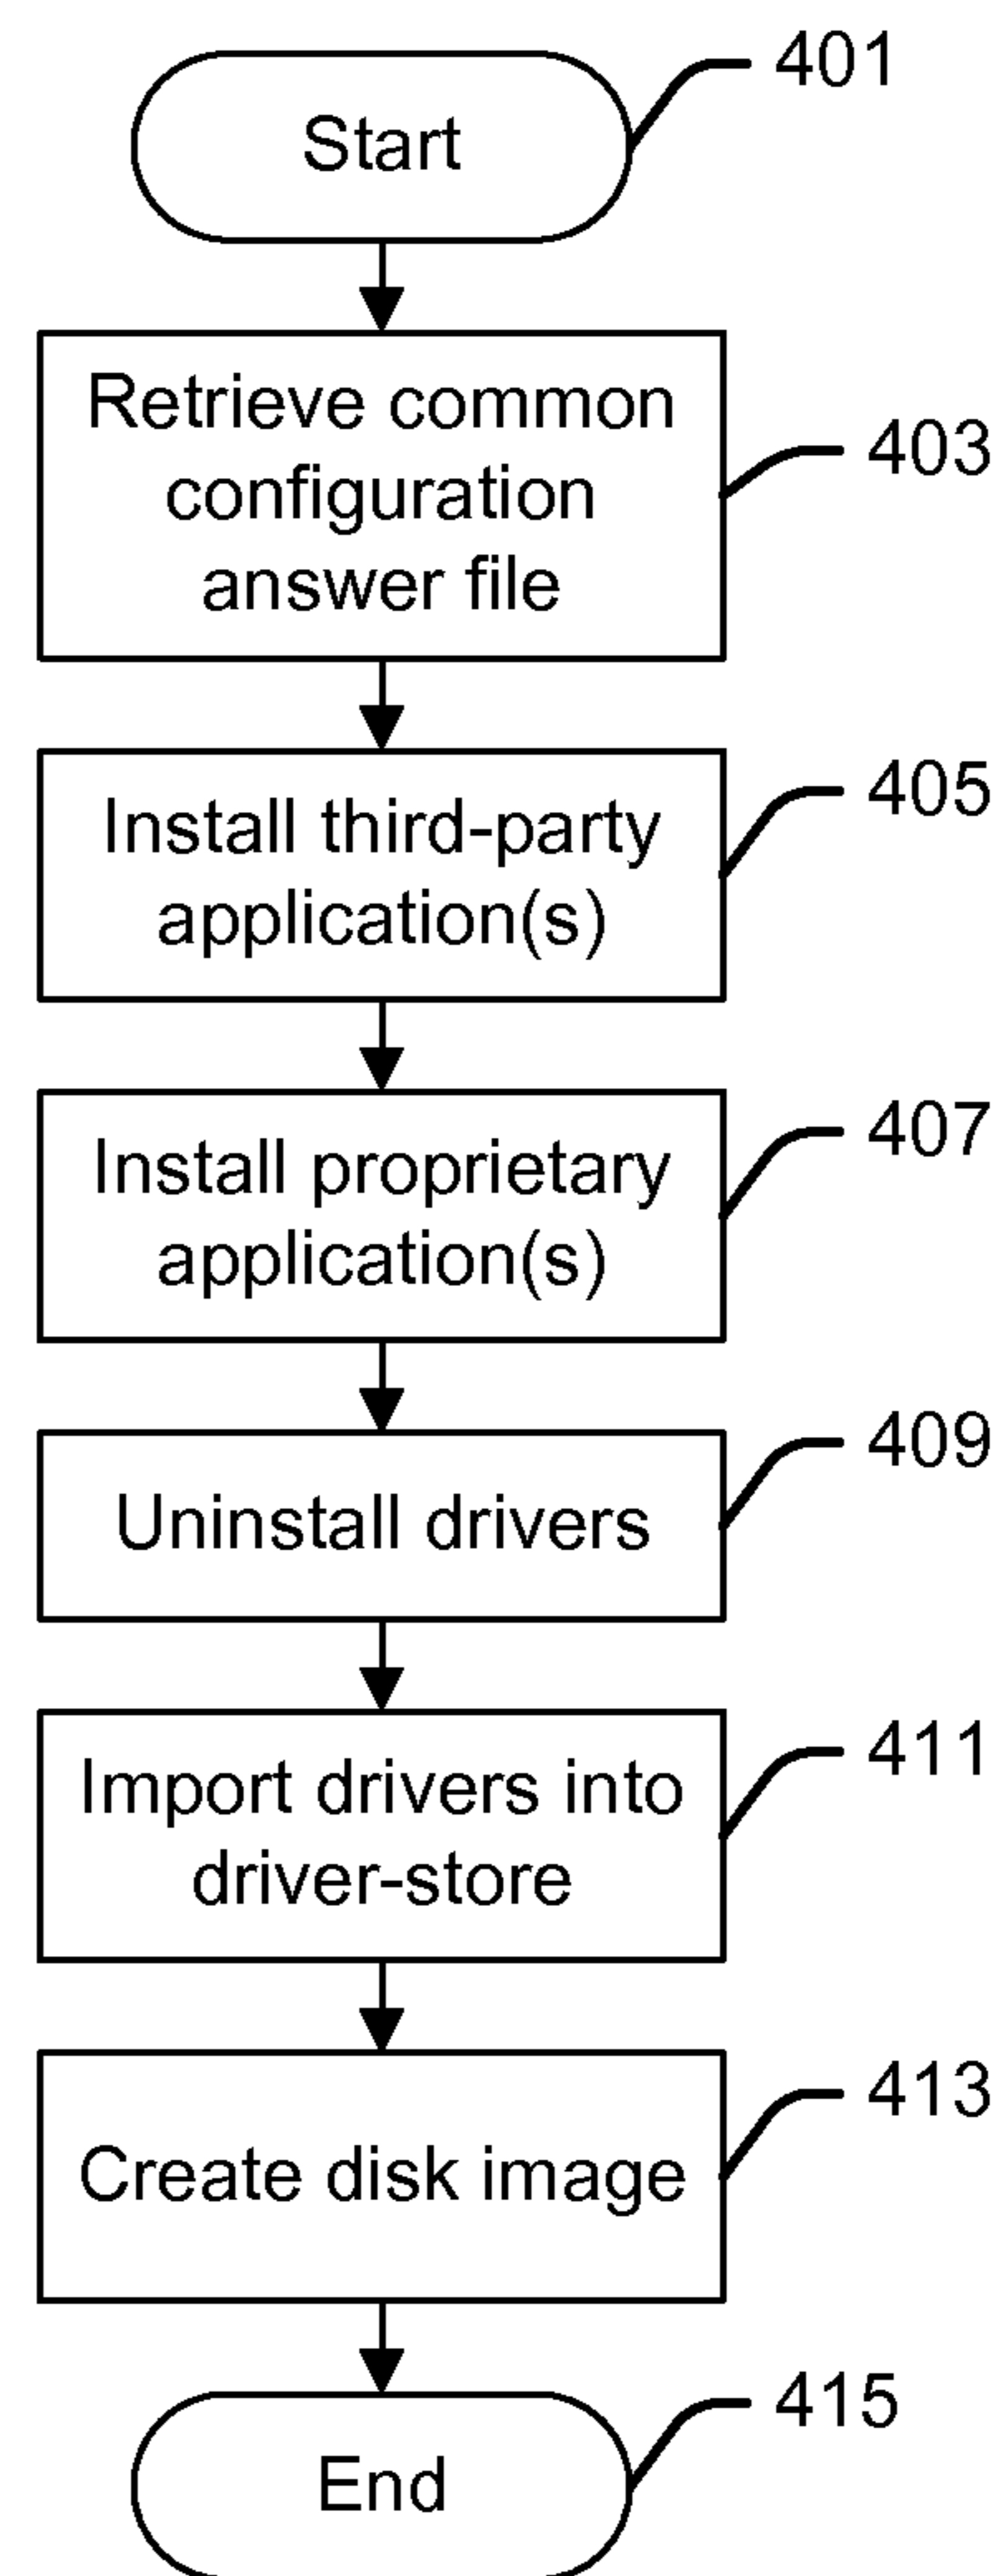 401
Start
Retrieve common
configuration
answer file
403
Install third-party
application(s)
405
Install proprietary
application(s)
407
Uninstall drivers
409
Import drivers into
driver-store
411
Create disk image
413
End
415